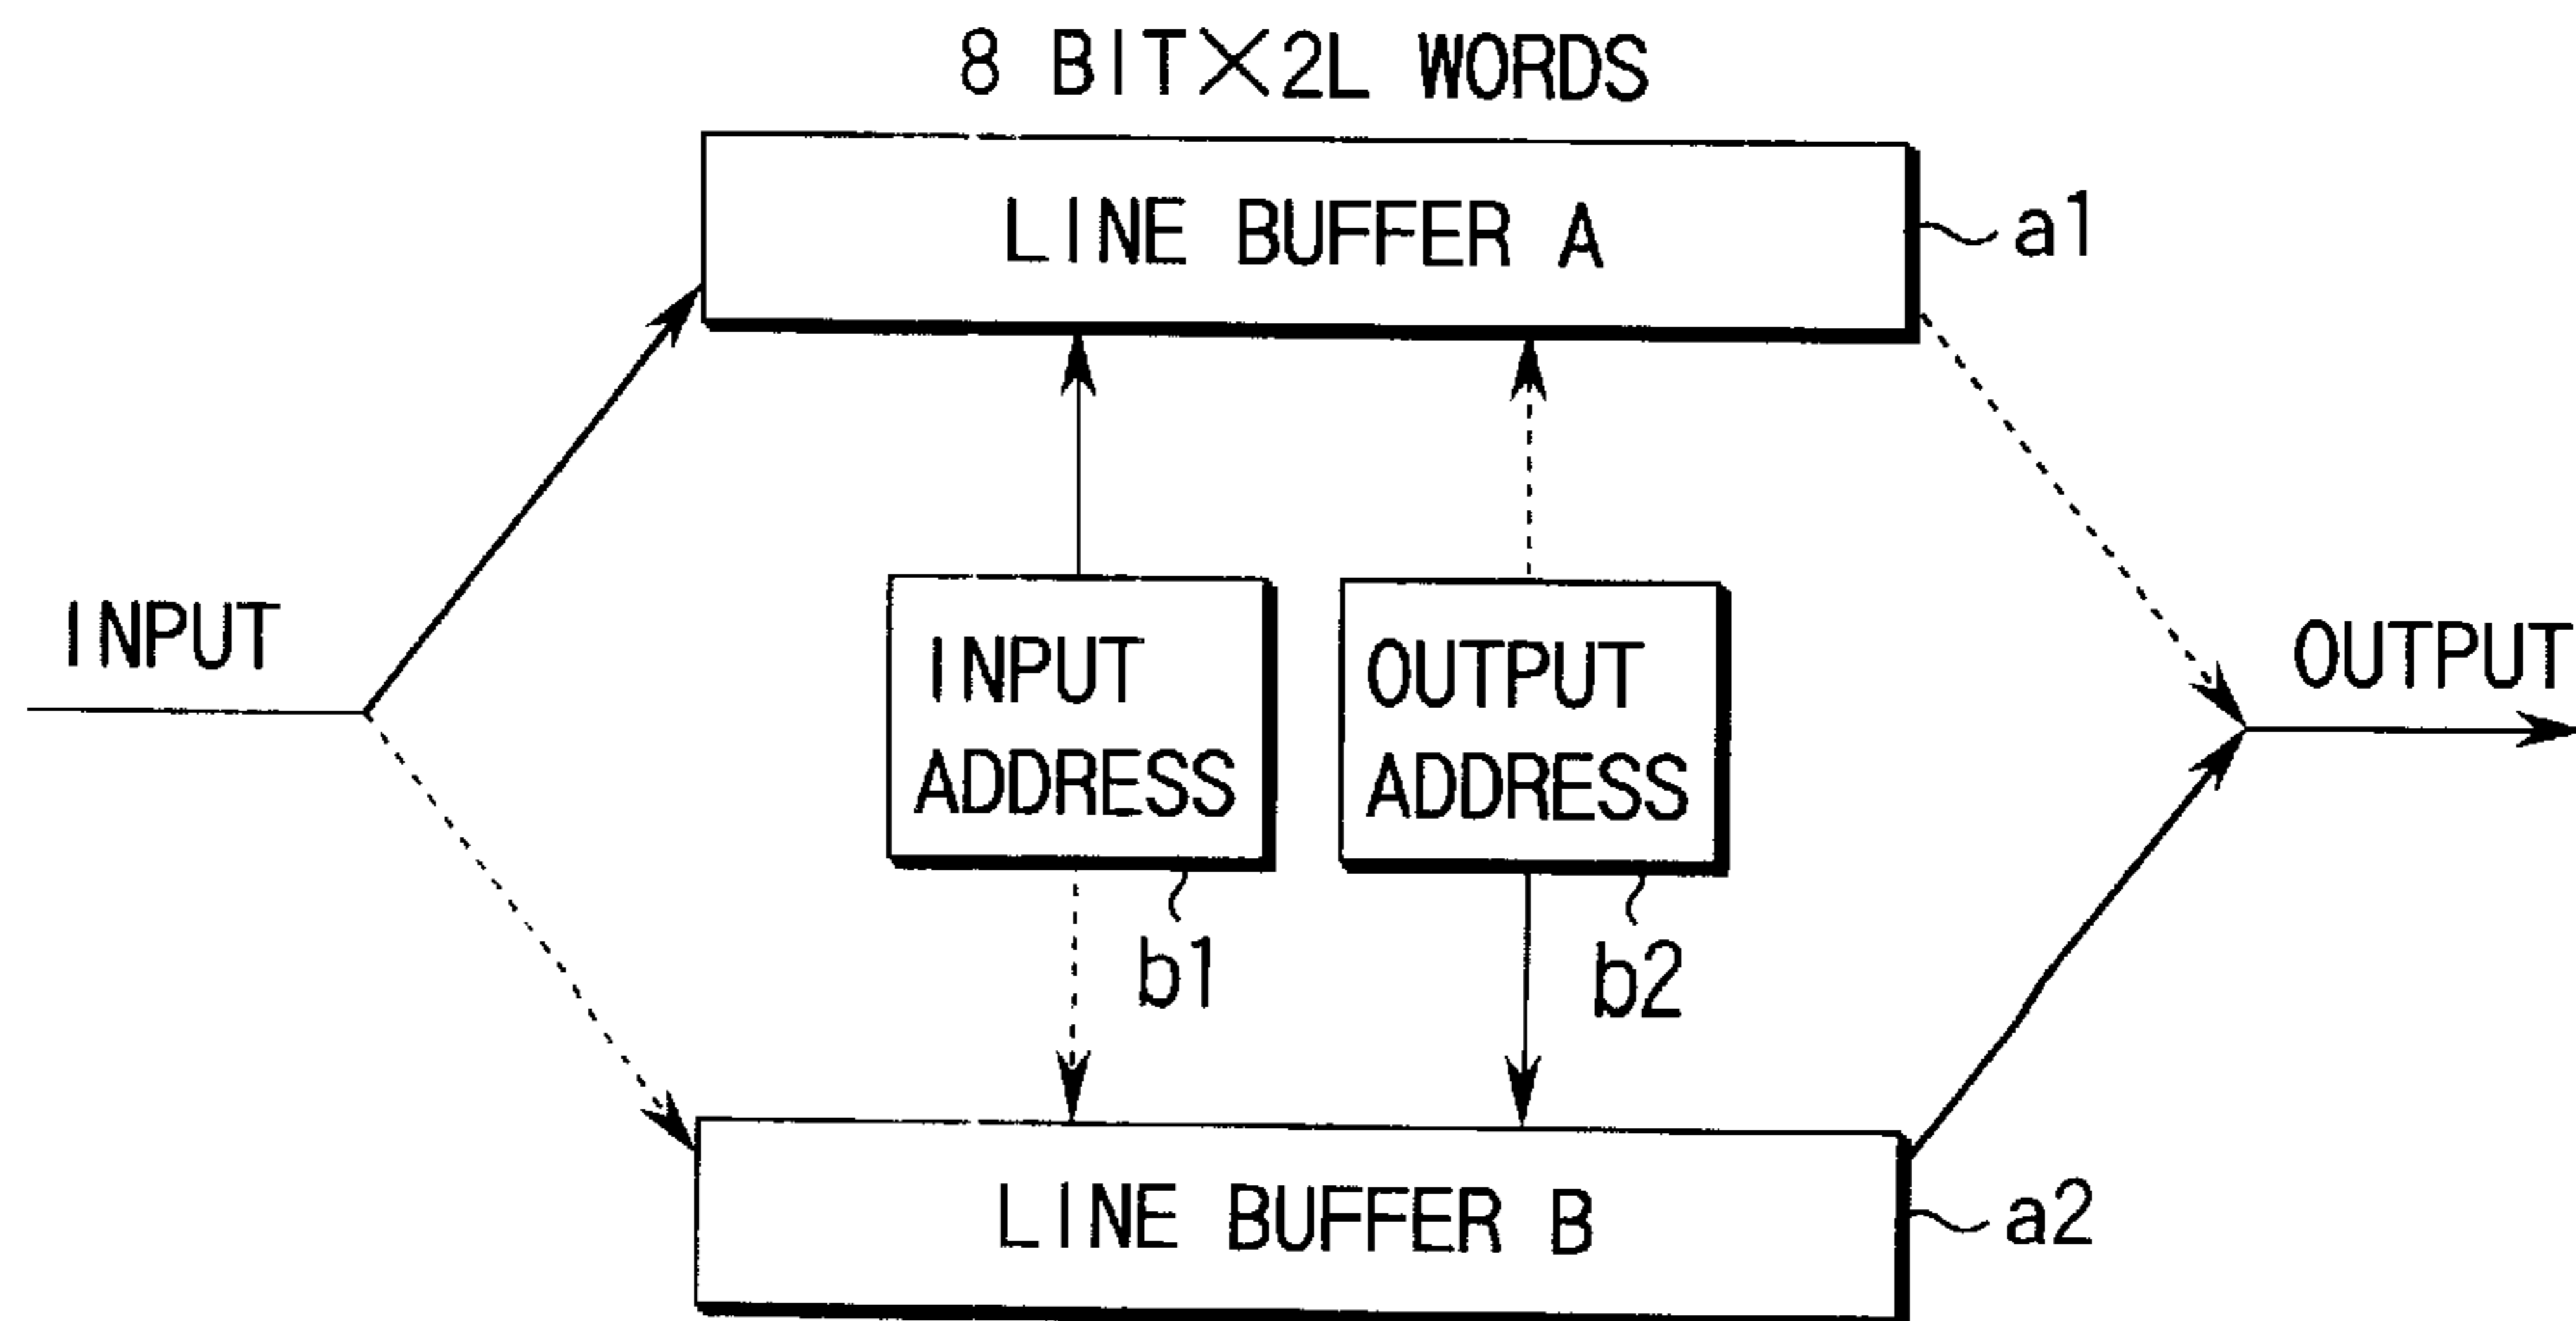 8 BIT×2L WORDS
LINE BUFFER A
a1
INPUT
INPUT
ADDRESS
OUTPUT
ADDRESS
OUTPUT
b1
b2
LINE BUFFER B
a2